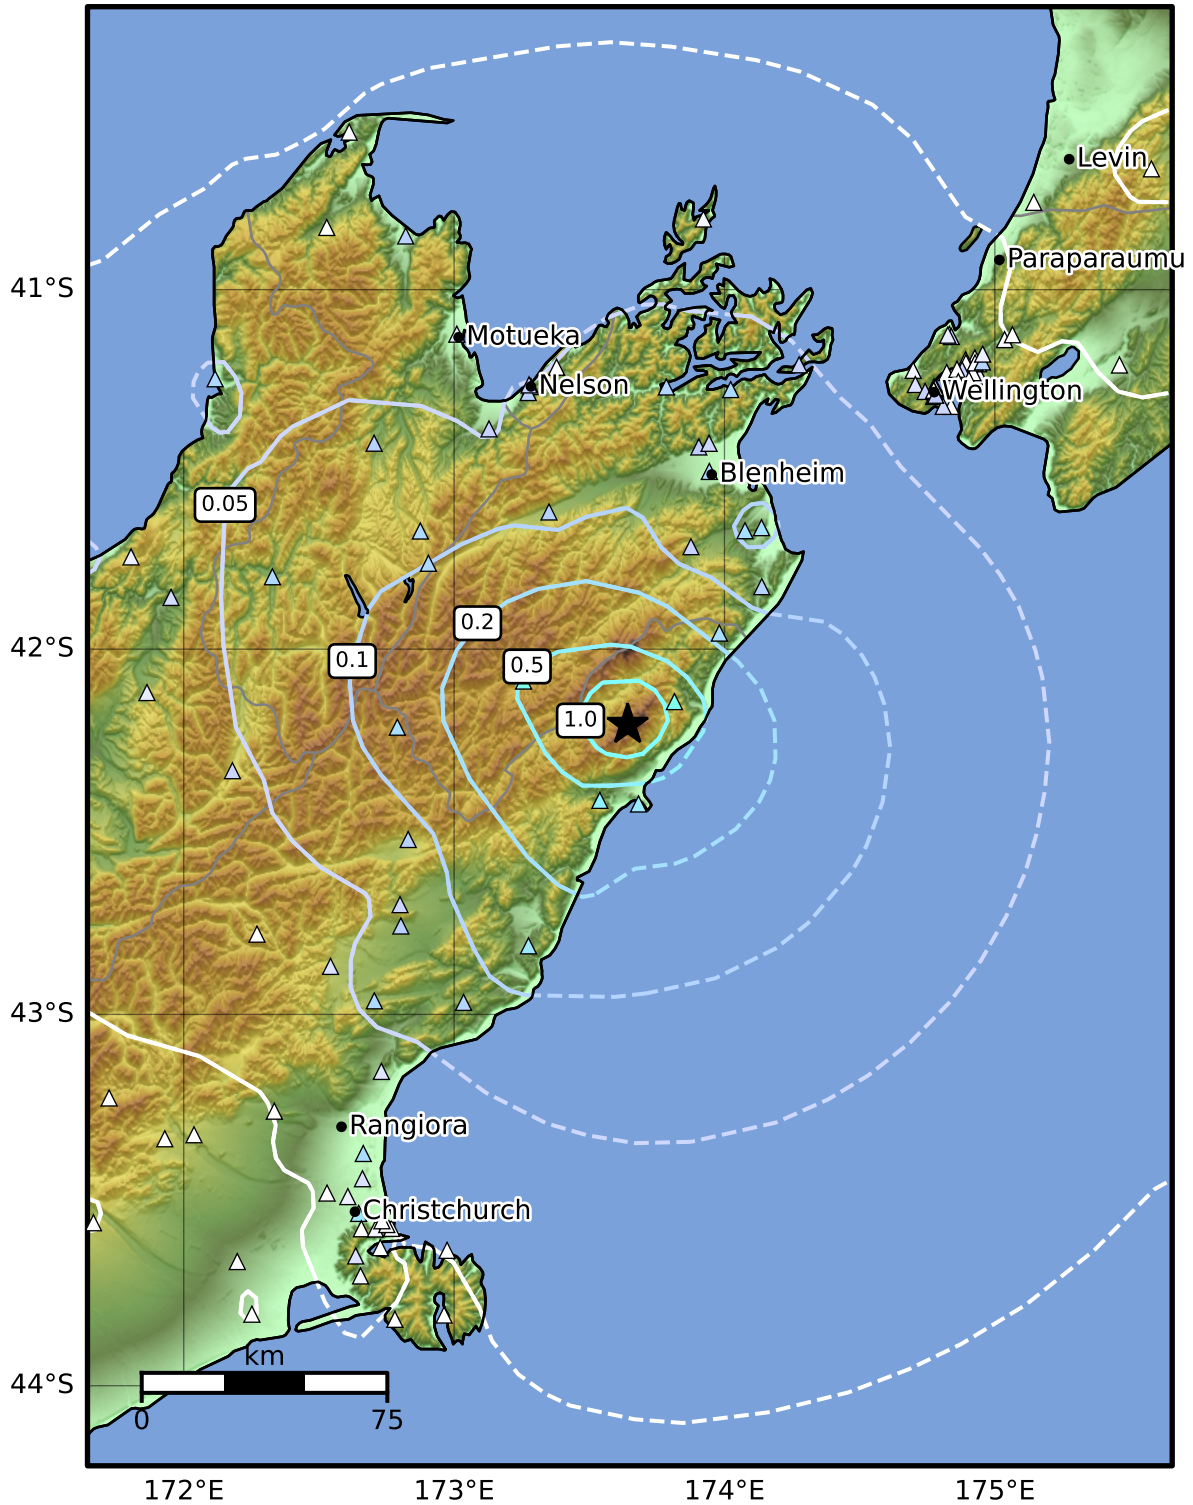 Levin
Paraparaumu
41°S
Motueka
Nelson
Wellington
Blenheim
0.05
0.2
42°S
0.1
0.5
1.0
43°S
Rangiora
Christchurch
km
44°S
0
75
172°E
173°E
174°E
175°E